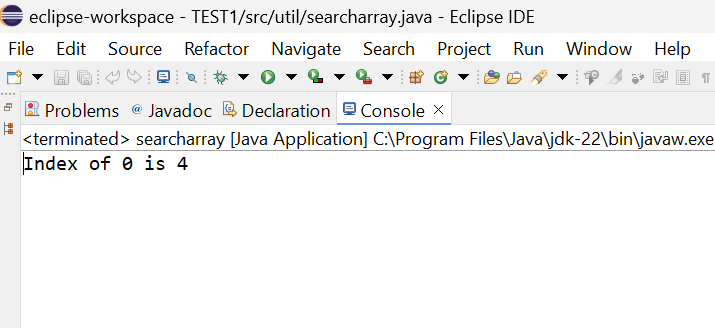 eclipse-workspace - TEST1/src/util/searcharray.java - Eclipse IDE
File Edit Source Refactor Navigate Search Project Run Window Help
Problems @ Javadoc Declaration Console ×
<terminated> searcharray [Java Application] C:\Program Files\Java\jdk-22\bin\javaw.exe
Index of 0 is 4